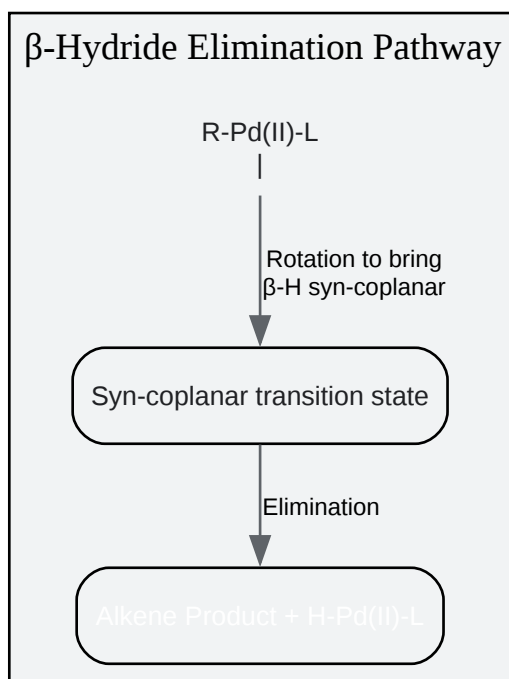 β-Hydride Elimination Pathway
R-Pd(II)-L
|
Rotation to bring
β-H syn-coplanar
Syn-coplanar transition state
Elimination
Alkene Product + H-Pd(II)-L